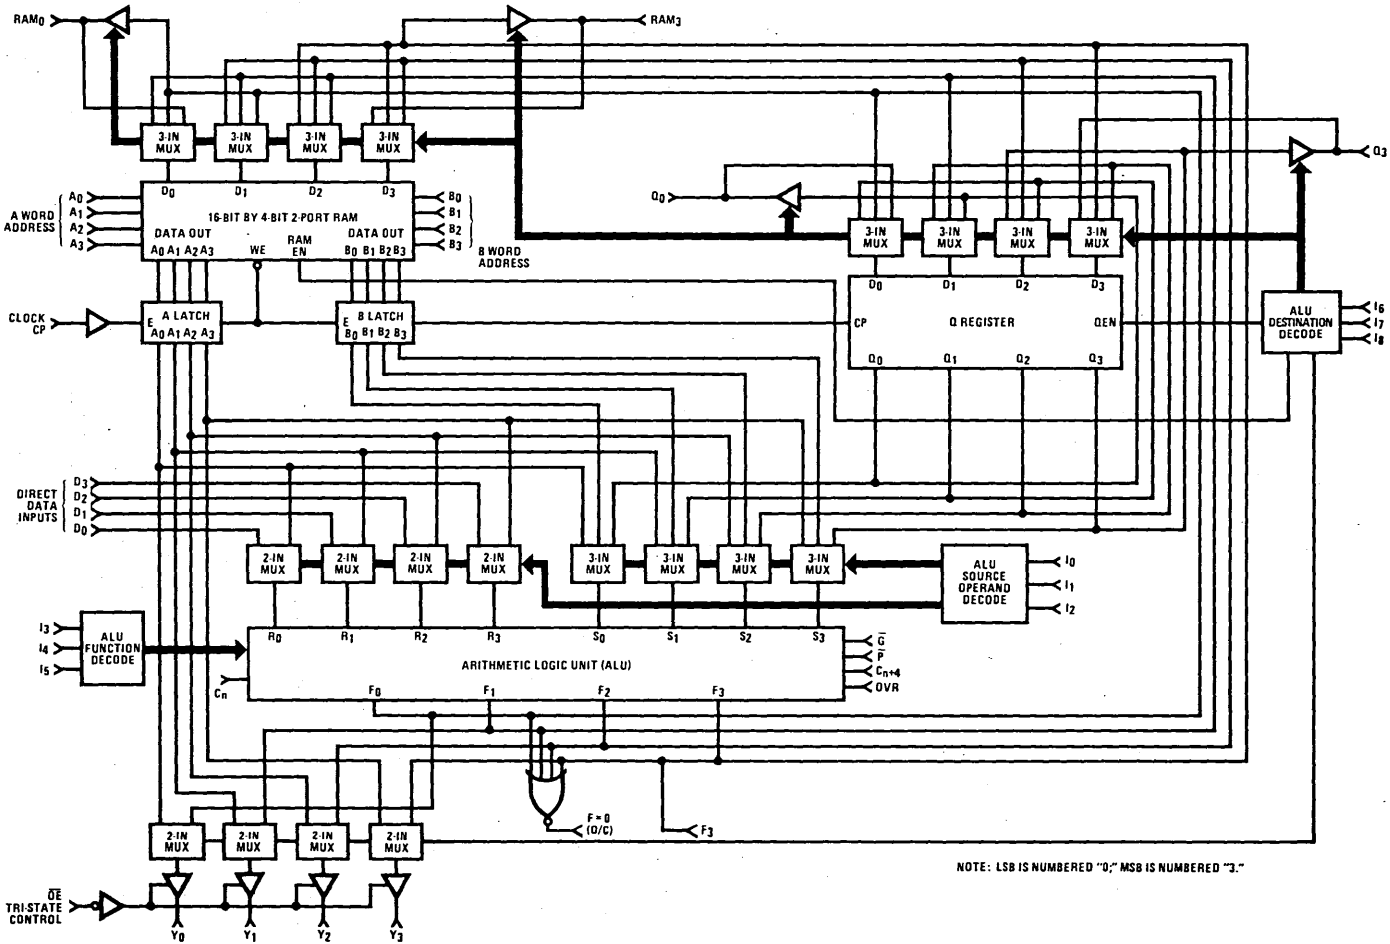 RAM0
RAM3
3-IN MUX
3-IN MUX
3-IN MUX
3-IN MUX
Q3
D0 D1 D2 D3
A WORD ADDRESS
A0
A1
A2
A3
16-BIT BY 4-BIT 2-PORT RAM
DATA OUT
A0 A1 A2 A3
WE
RAM EN
DATA OUT
B0 B1 B2 B3
B0
B1
B2
B3
B WORD ADDRESS
Q0
3-IN MUX
3-IN MUX
3-IN MUX
3-IN MUX
CLOCK CP
E A LATCH
A0 A1 A2 A3
E B LATCH
B0 B1 B2 B3
D0 D1 D2 D3
CP Q REGISTER QEN
Q0 Q1 Q2 Q3
ALU DESTINATION DECODE
I6
I7
I8
DIRECT DATA INPUTS
D3
D2
D1
D0
2-IN MUX
2-IN MUX
2-IN MUX
2-IN MUX
3-IN MUX
3-IN MUX
3-IN MUX
3-IN MUX
ALU SOURCE OPERAND DECODE
I0
I1
I2
I3
I4
I5
ALU FUNCTION DECODE
R0 R1 R2 R3 S0 S1 S2 S3
ARITHMETIC LOGIC UNIT (ALU)
Cn
F0 F1 F2 F3
G̅
P̅
Cn+4
OVR
F = 0
(O/C)
F3
2-IN MUX
2-IN MUX
2-IN MUX
2-IN MUX
O̅E̅
TRI-STATE CONTROL
Y0 Y1 Y2 Y3
NOTE: LSB IS NUMBERED "0;" MSB IS NUMBERED "3."